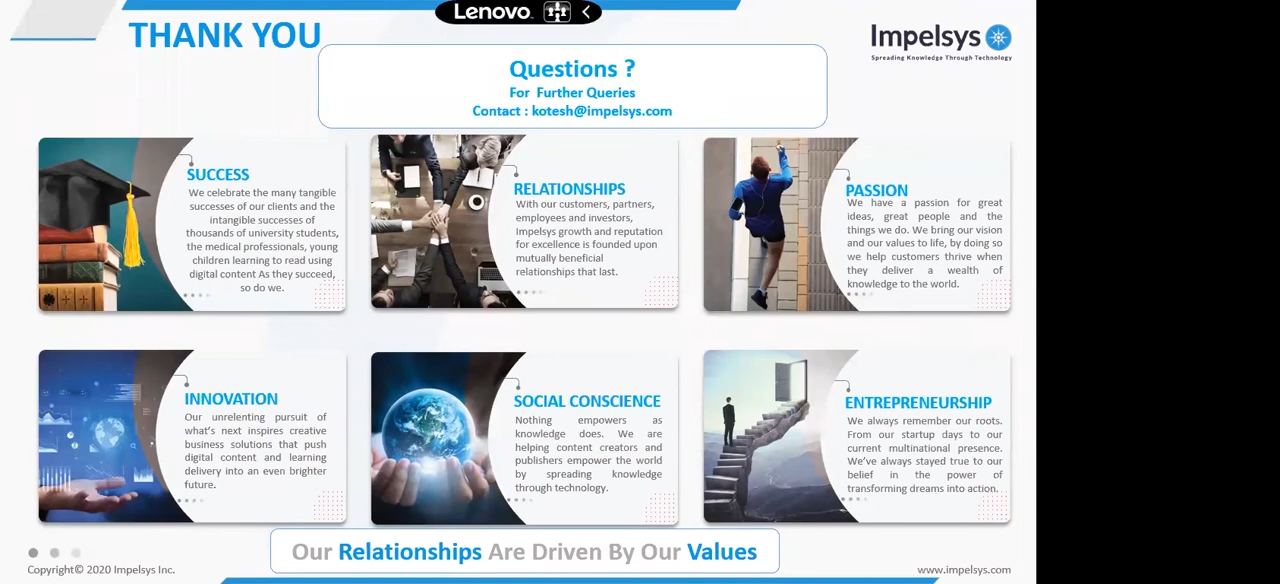 Lenovo
THANK YOU
Impelsys
Spreading Knowledge Through Technology
Questions ?
For Further Queries
Contact : kotesh@impelsys.com
SUCCESS
We celebrate the many tangible
successes of our clients and the
intangible successes of
thousands of university students,
the medical professionals, young
children learning to read using
digital content As they succeed,
so do we.
RELATIONSHIPS
With our customers, partners,
employees and investors,
Impelsys growth and reputation
for excellence is founded upon
mutually beneficial
relationships that last.
PASSION
We have a passion for great
ideas, great people and the
things we do. We bring our vision
and our values to life, by doing so
we help customers thrive when
they deliver a wealth of
knowledge to the world.
INNOVATION
Our unrelenting pursuit of
what's next inspires creative
business solutions that push
digital content and learning
delivery into an even brighter
future.
SOCIAL CONSCIENCE
Nothing empowers as
knowledge does. We are
helping content creators and
publishers empower the world
by spreading knowledge
through technology.
ENTREPRENEURSHIP
We always remember our roots.
From our startup days to our
current multinational presence.
We've always stayed true to our
belief in the power of
transforming dreams into action.
Our Relationships Are Driven By Our Values
Copyright© 2020 Impelsys Inc.
www.impelsys.com